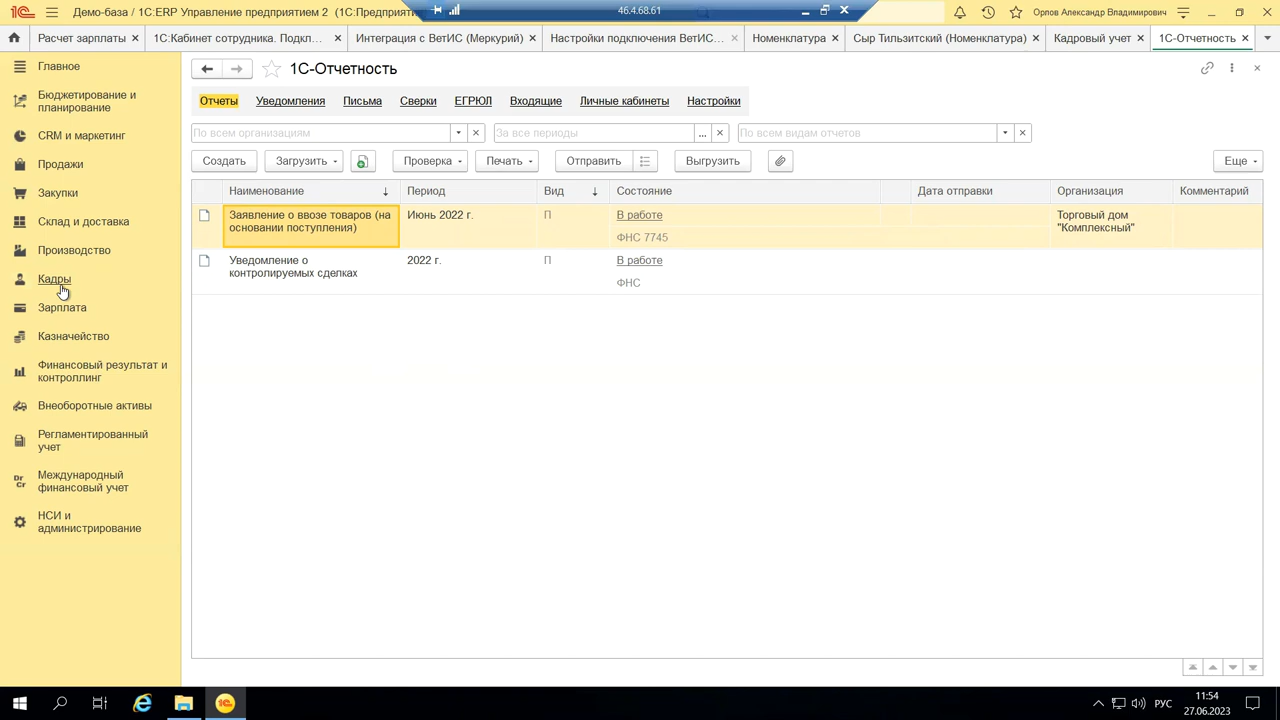 Демо-база / 1С:ERP Управление предприятием 2 (1С:Предприяти
46.4.68.61
Орлов Александр Владимирович
Расчет зарплаты
1С:Кабинет сотрудника. Подкл...
Интеграция с ВетИС (Меркурий)
Настройки подключения ВетИС...
Номенклатура
Сыр Тильзитский (Номенклатура)
Кадровый учет
1С-Отчетность
Главное
Бюджетирование и
планирование
CRM и маркетинг
Продажи
Закупки
Склад и доставка
Производство
Кадры
Зарплата
Казначейство
Финансовый результат и
контроллинг
Внеоборотные активы
Регламентированный
учет
Международный
финансовый учет
НСИ и
администрирование
1С-Отчетность
Отчеты Уведомления Письма Сверки ЕГРЮЛ Входящие Личные кабинеты Настройки
По всем организациям
За все периоды
...
По всем видам отчетов
Создать Загрузить Проверка Печать Отправить Выгрузить Еще
Наименование Период Вид Состояние Дата отправки Организация Комментарий
Заявление о ввозе товаров (на
основании поступления)
Июнь 2022 г.
П
В работе
ФНС 7745
Торговый дом
"Комплексный"
Уведомление о
контролируемых сделках
2022 г.
П
В работе
ФНС
Dr
Cr
РУС
11:54
27.06.2023